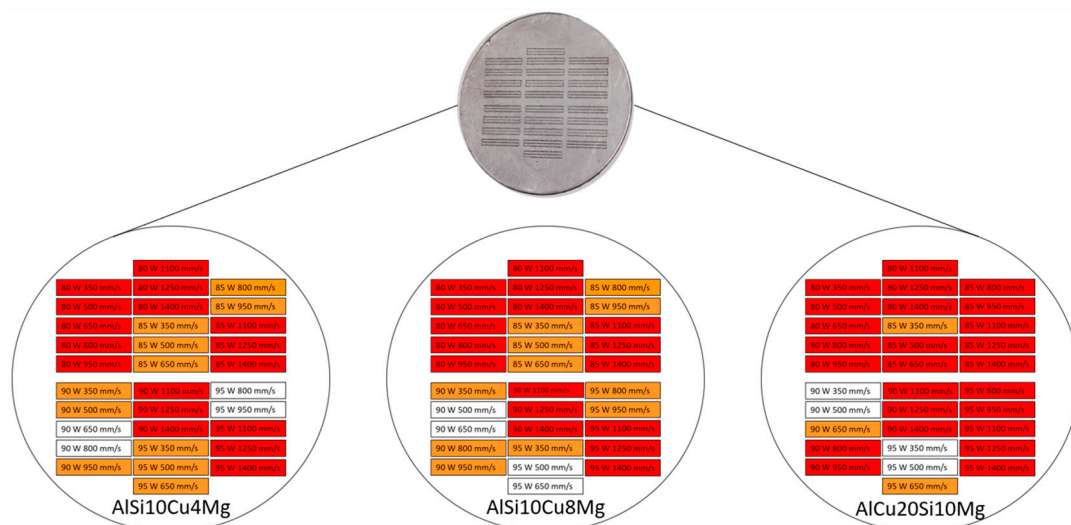 80 W 1100 mm/s
80 W 350 mm/s 80 W 1250 mm/s 85 W 800 mm/s
80 W 500 mm/s 80 W 1400 mm/s 85 W 950 mm/s
80 W 650 mm/s 85 W 350 mm/s 85 W 1100 mm/s
80 W 800 mm/s 85 W 500 mm/s 85 W 1250 mm/s
80 W 950 mm/s 85 W 650 mm/s 85 W 1400 mm/s
90 W 350 mm/s 90 W 1100 mm/s 95 W 800 mm/s
90 W 500 mm/s 90 W 1250 mm/s 95 W 950 mm/s
90 W 650 mm/s 90 W 1400 mm/s 95 W 1100 mm/s
90 W 800 mm/s 95 W 350 mm/s 95 W 1250 mm/s
90 W 950 mm/s 95 W 500 mm/s 95 W 1400 mm/s
95 W 650 mm/s
AlSi10Cu4Mg
80 W 1100 mm/s
80 W 350 mm/s 80 W 1250 mm/s 85 W 800 mm/s
80 W 500 mm/s 80 W 1400 mm/s 85 W 950 mm/s
80 W 650 mm/s 85 W 350 mm/s 85 W 1100 mm/s
80 W 800 mm/s 85 W 500 mm/s 85 W 1250 mm/s
80 W 950 mm/s 85 W 650 mm/s 85 W 1400 mm/s
90 W 350 mm/s 90 W 1100 mm/s 95 W 800 mm/s
90 W 500 mm/s 90 W 1250 mm/s 95 W 950 mm/s
90 W 650 mm/s 90 W 1400 mm/s 95 W 1100 mm/s
90 W 800 mm/s 95 W 350 mm/s 95 W 1250 mm/s
90 W 950 mm/s 95 W 500 mm/s 95 W 1400 mm/s
95 W 650 mm/s
AlSi10Cu8Mg
80 W 1100 mm/s
80 W 350 mm/s 80 W 1250 mm/s 85 W 800 mm/s
80 W 500 mm/s 80 W 1400 mm/s 85 W 950 mm/s
80 W 650 mm/s 85 W 350 mm/s 85 W 1100 mm/s
80 W 800 mm/s 85 W 500 mm/s 85 W 1250 mm/s
80 W 950 mm/s 85 W 650 mm/s 85 W 1400 mm/s
90 W 350 mm/s 90 W 1100 mm/s 95 W 800 mm/s
90 W 500 mm/s 90 W 1250 mm/s 95 W 950 mm/s
90 W 650 mm/s 90 W 1400 mm/s 95 W 1100 mm/s
90 W 800 mm/s 95 W 350 mm/s 95 W 1250 mm/s
90 W 950 mm/s 95 W 500 mm/s 95 W 1400 mm/s
95 W 650 mm/s
AlCu20Si10Mg